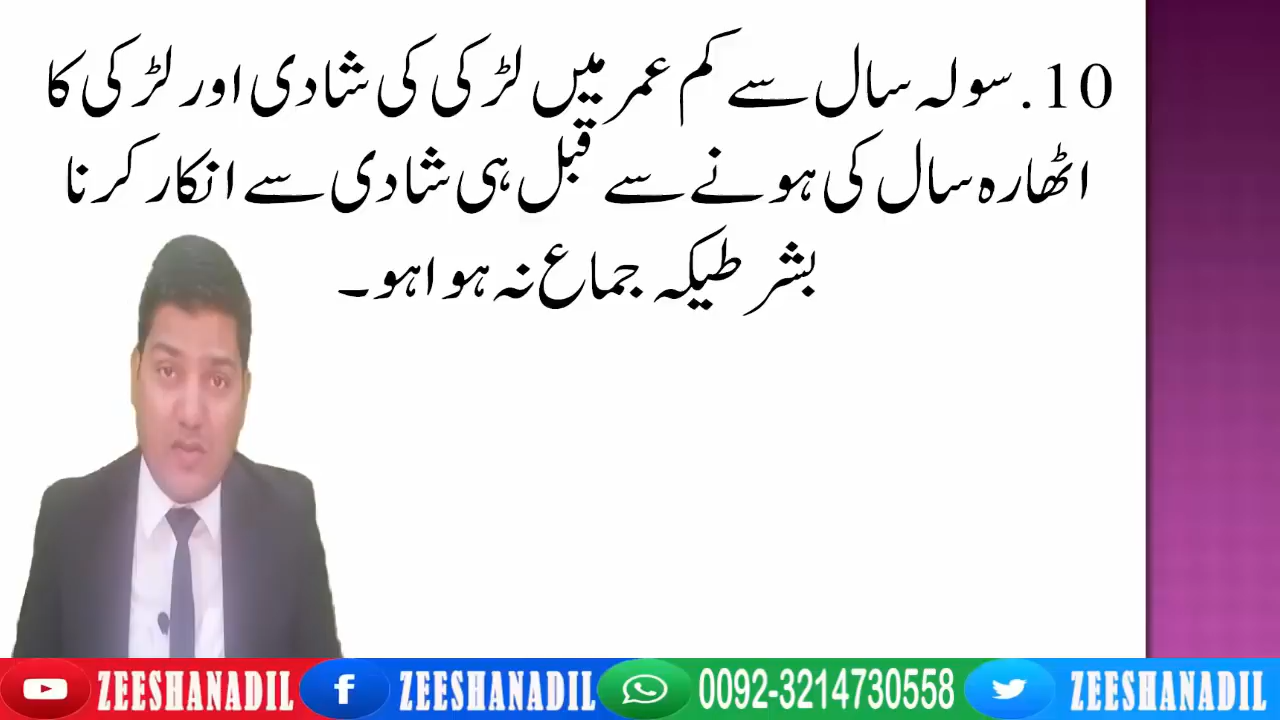 10. سولہ سال سے کم عمر میں لڑکی کی شادی اور لڑکی کا
اٹھارہ سال کی ہونے سے قبل ہی شادی سے انکار کرنا
بشرطیکہ جماع نہ ہوا ہو۔
ZEESHANADIL ZEESHANADIL 0092-3214730558 ZEESHANADIL